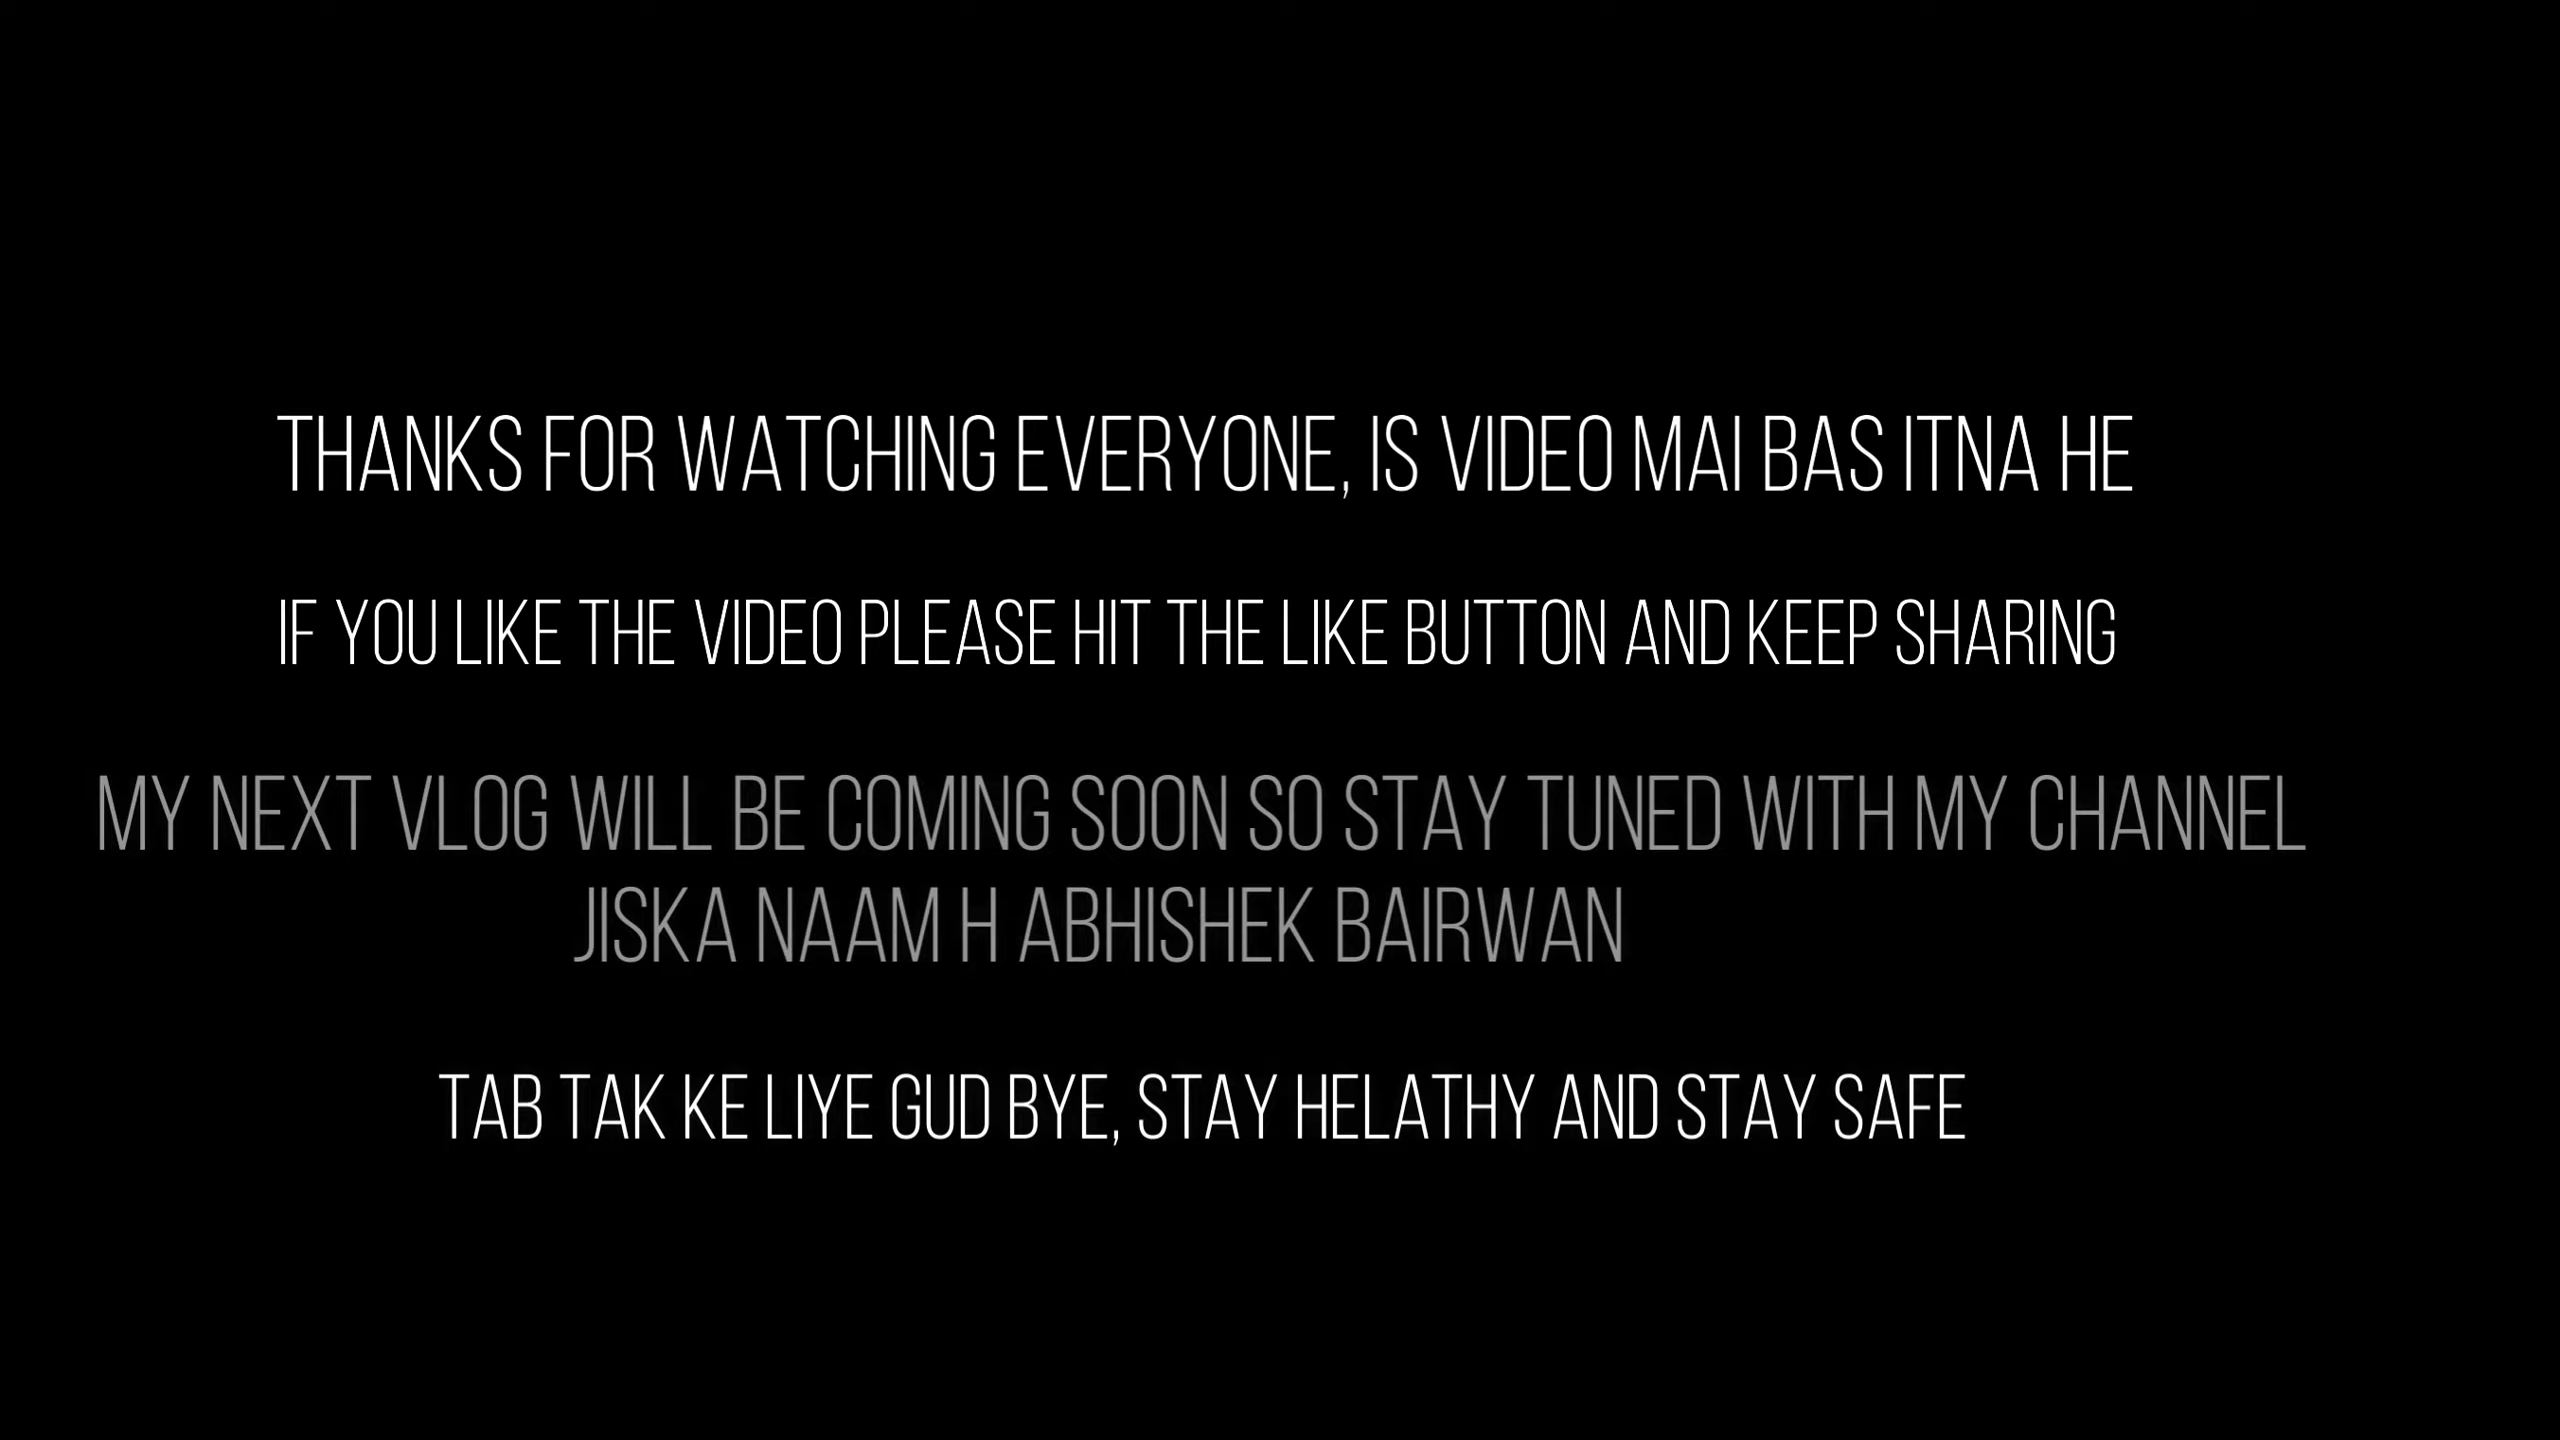 THANKS FOR WATCHING EVERYONE, IS VIDEO MAI BAS ITNA HE
IF YOU LIKE THE VIDEO PLEASE HIT THE LIKE BUTTON AND KEEP SHARING
MY NEXT VLOG WILL BE COMING SOON SO STAY TUNED WITH MY CHANNEL
JISKA NAAM H ABHISHEK BAIRWAN
TAB TAK KE LIYE GUD BYE, STAY HELATHY AND STAY SAFE